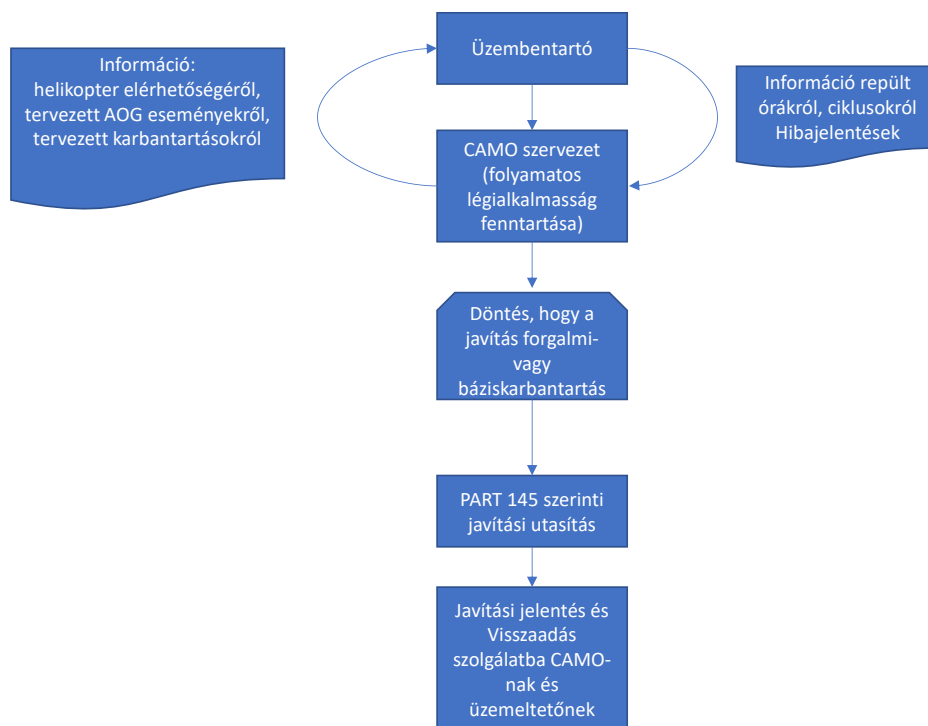 Üzembentartó
Információ:
helikopter elérhetőségéről,
tervezett AOG eseményekről,
tervezett karbantartásokról
Információ repült
órákról, ciklusokról
Hibajelentések
CAMO szervezet
(folyamatos
légialkalmasság
fenntartása)
Döntés, hogy a
javítás forgalmi-
vagy
báziskarbantartás
PART 145 szerinti
javítási utasítás
Javítási jelentés és
Visszaadás
szolgálatba CAMO-
nak és
üzemeltetőnek